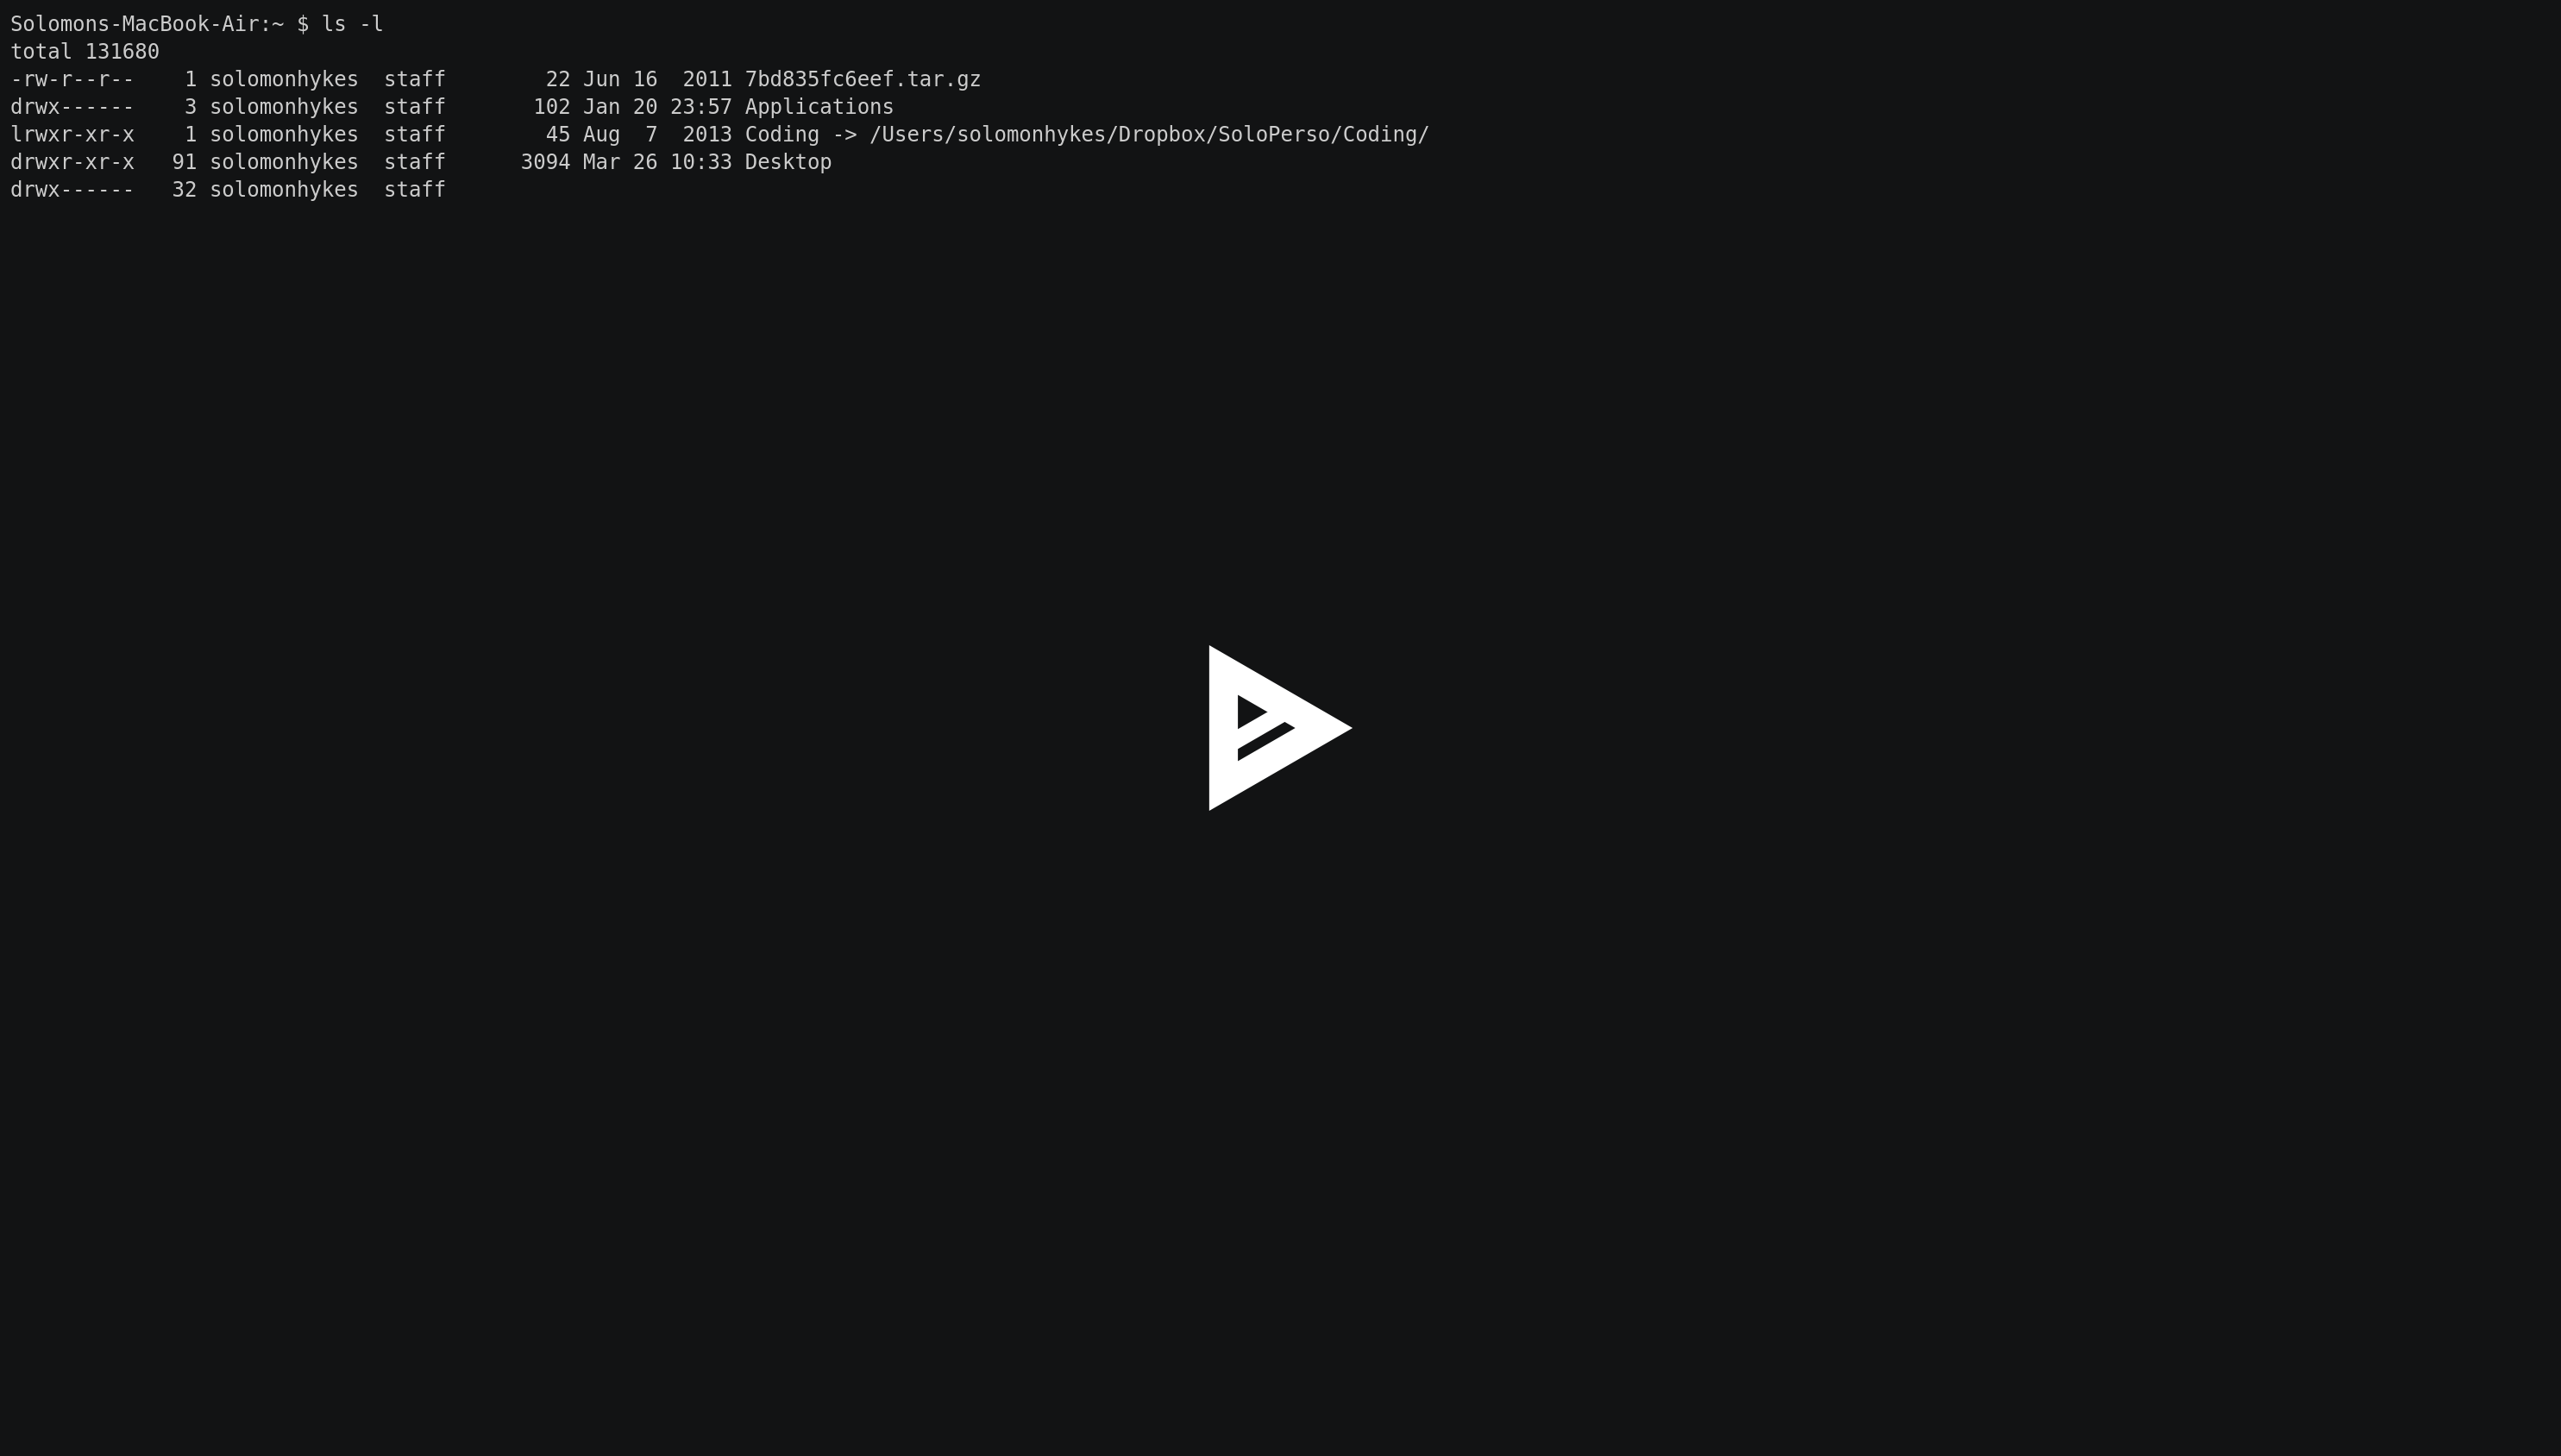 Solomons-MacBook-Air:~ $ ls -l
total 131680
-rw-r--r--    1 solomonhykes  staff        22 Jun 16  2011 7bd835fc6eef.tar.gz
drwx------    3 solomonhykes  staff       102 Jan 20 23:57 Applications
lrwxr-xr-x    1 solomonhykes  staff        45 Aug  7  2013 Coding -> /Users/solomonhykes/Dropbox/SoloPerso/Coding/
drwxr-xr-x   91 solomonhykes  staff      3094 Mar 26 10:33 Desktop
drwx------   32 solomonhykes  staff